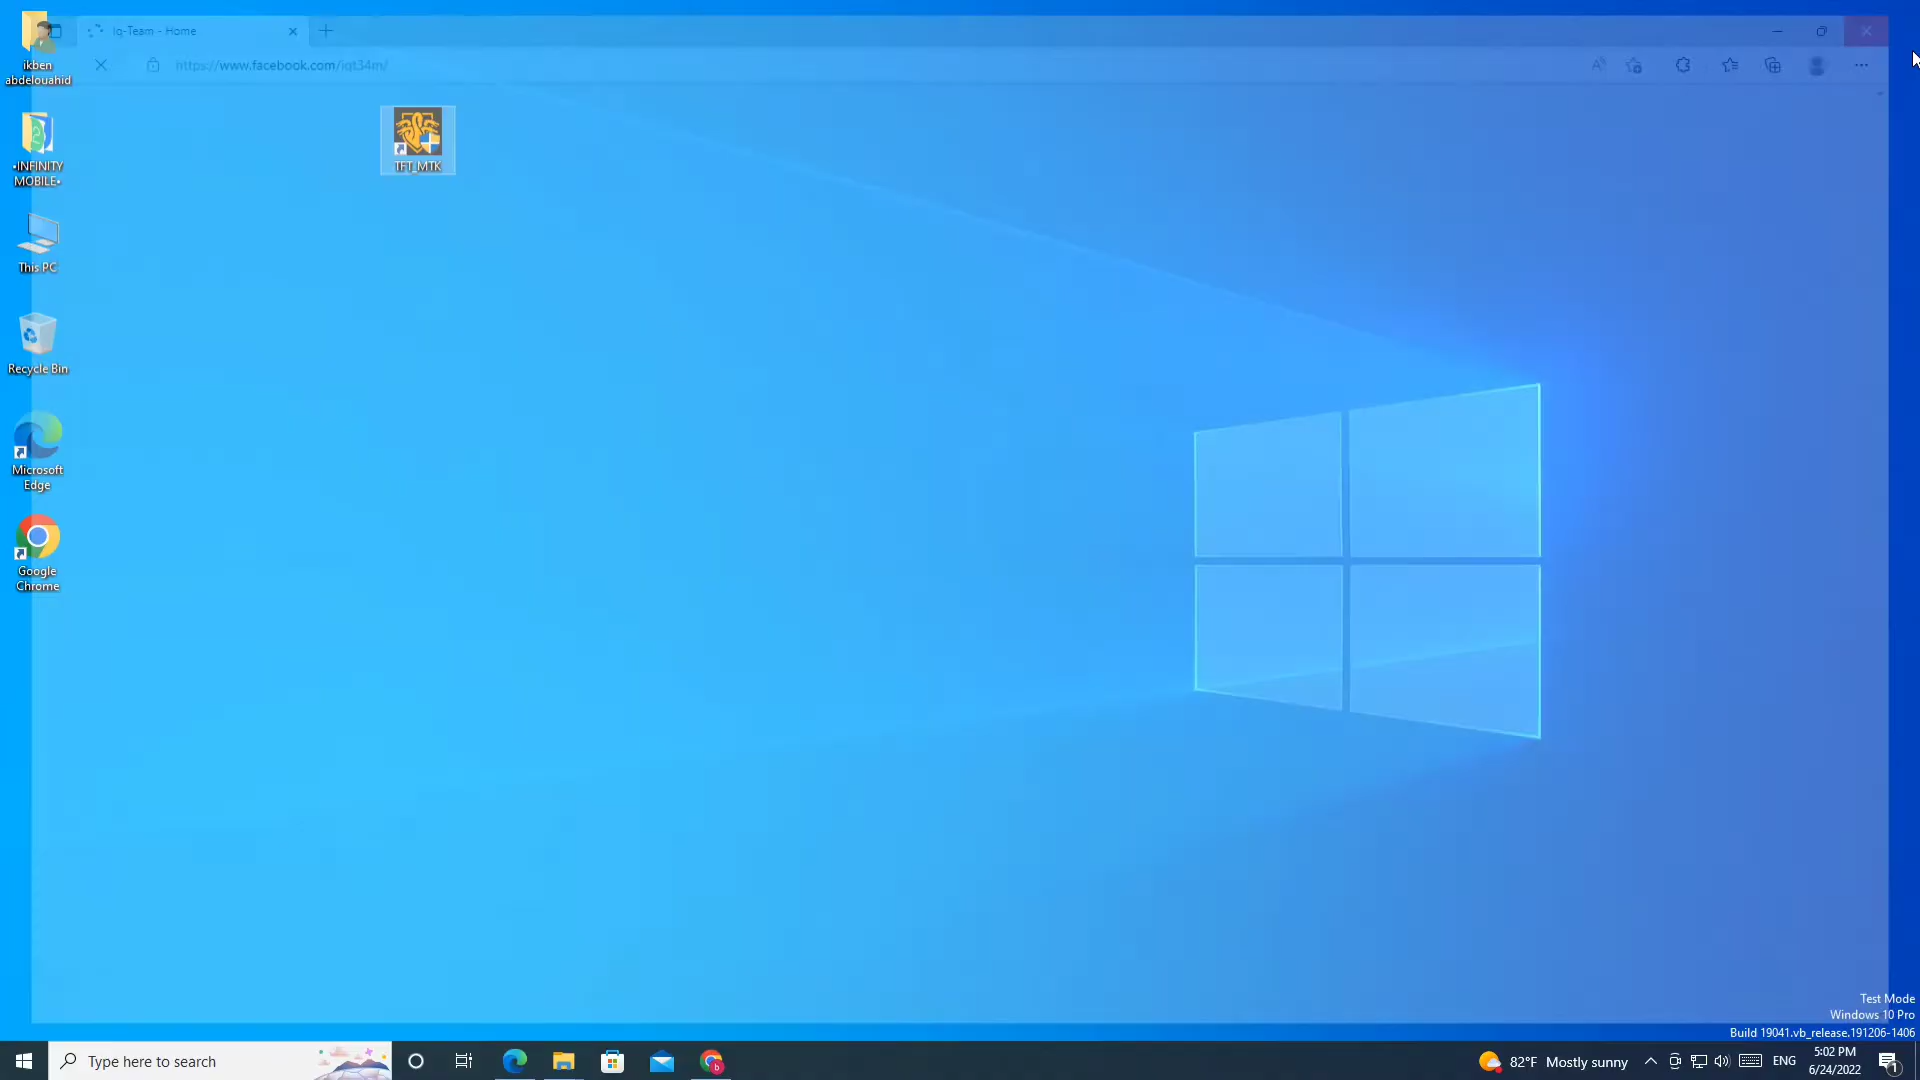 Iq-Team - Home
https://www.facebook.com/iqt34m/
ikben
abdelouahid
•INFINITY
MOBILE•
This PC
Recycle Bin
Microsoft
Edge
Google
Chrome
TFT_MTK
Test Mode
Windows 10 Pro
Build 19041.vb_release.191206-1406
Type here to search
82°F Mostly sunny
ENG
5:02 PM
6/24/2022
1